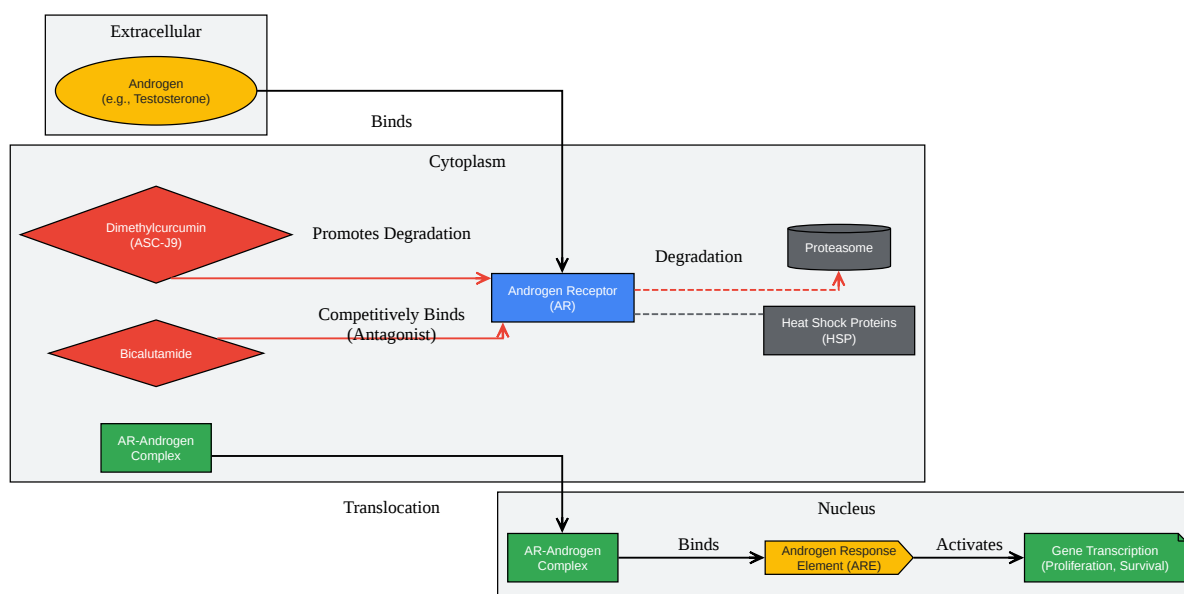 Extracellular
Androgen
(e.g., Testosterone)
Binds
Cytoplasm
Dimethylcurcumin
(ASC-J9)
Promotes Degradation
Degradation
Proteasome
Androgen Receptor
(AR)
Competitively Binds
(Antagonist)
Heat Shock Proteins
(HSP)
Bicalutamide
AR-Androgen
Complex
Translocation
Nucleus
AR-Androgen
Complex
Binds
Androgen Response
Element (ARE)
Activates
Gene Transcription
(Proliferation, Survival)